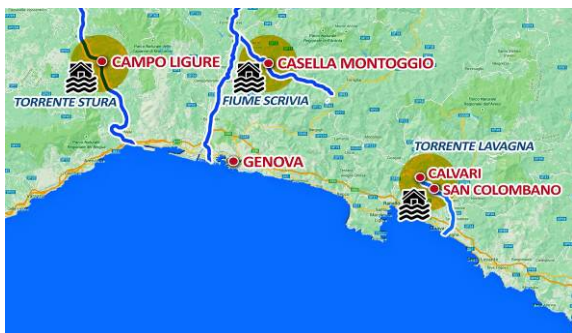 CAMPO LIGURE
CASELLA MONTOGGIO
TORRENTE STURA
FIUME SCRIVIA
TORRENTE LAVAGNA
GENOVA
CALVARI
SAN COLOMBANO